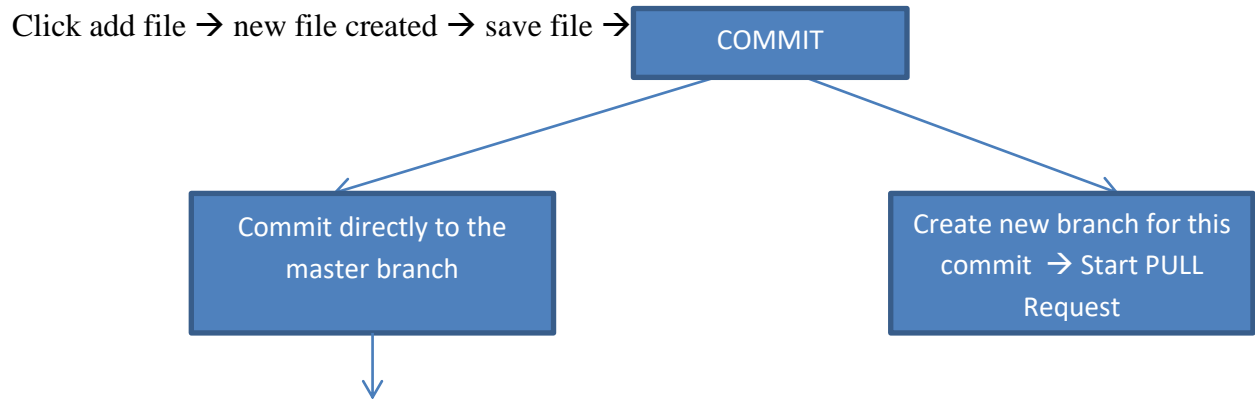 Click add file → new file created → save file →
COMMIT
Commit directly to the
master branch
Create new branch for this
commit → Start PULL
Request